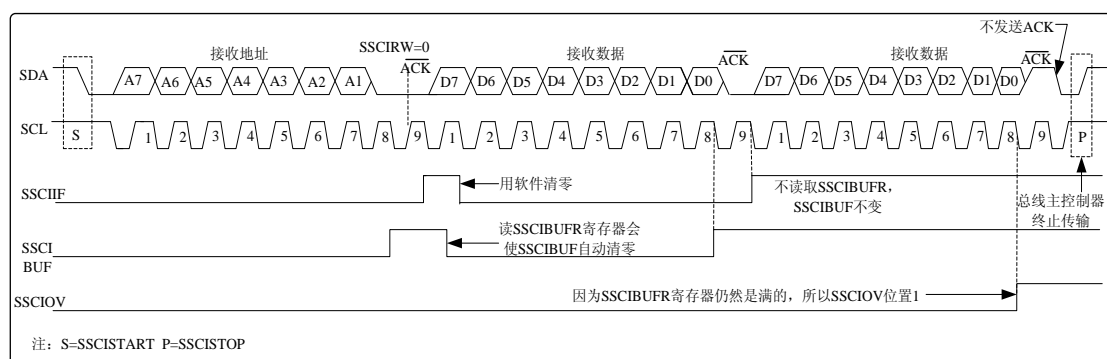 不发送ACK
接收地址 SSCIRW=0 接收数据 接收数据
SDA A7 A6 A5 A4 A3 A2 A1 ACK D7 D6 D5 D4 D3 D2 D1 D0 ACK D7 D6 D5 D4 D3 D2 D1 D0 ACK
SCL S 1 2 3 4 5 6 7 8 9 1 2 3 4 5 6 7 8 9 1 2 3 4 5 6 7 8 9 P
SSCIIF 用软件清零 不读取SSCIBUFR，
SSCIBUF不变
总线主控制器
终止传输
SSCI
BUF
读SSCIBUFR寄存器会
使SSCIBUF自动清零
SSCIOV 因为SSCIBUFR寄存器仍然是满的，所以SSCIOV位置1
注：S=SSCISTART P=SSCISTOP